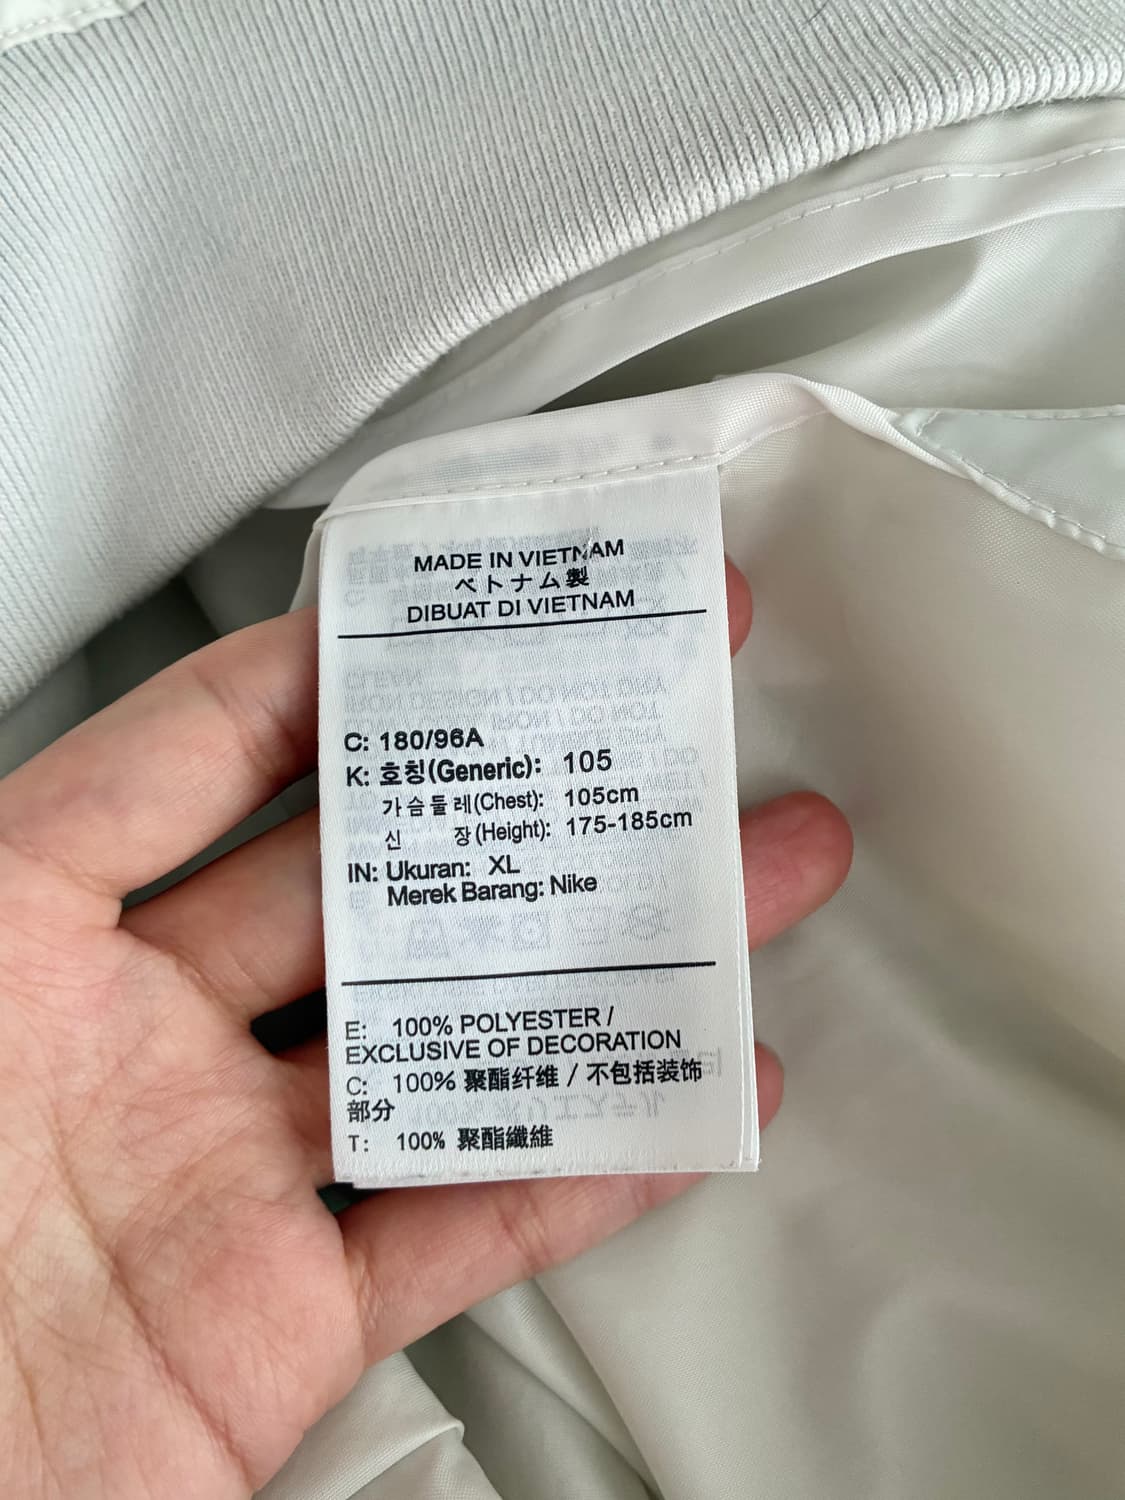 MADE IN VIETNAM
ベトナム製
DIBUAT DI VIETNAM
C: 180/96A
K: 호칭(Generic): 105
가슴둘레(Chest): 105cm
신 장(Height): 175-185cm
IN: Ukuran: XL
Merek Barang: Nike
E: 100% POLYESTER /
EXCLUSIVE OF DECORATION
C: 100% 聚酯纤维 / 不包括装饰
部分
T: 100% 聚酯纖維